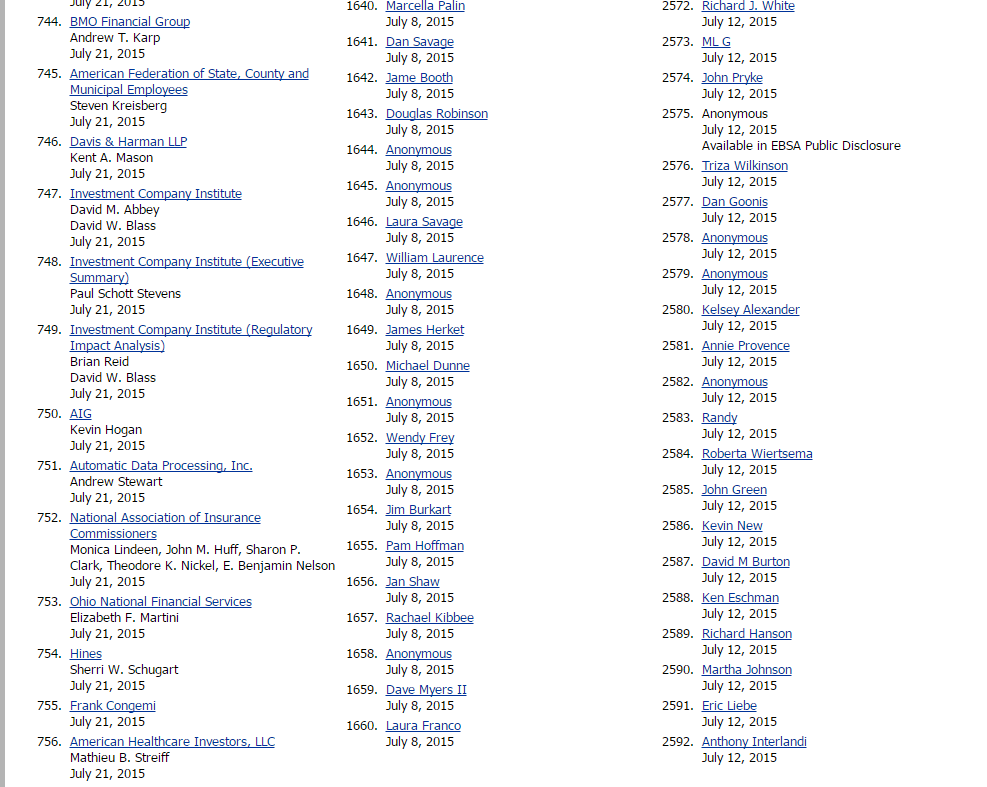 July 21, 2015
744. BMO Financial Group
Andrew T. Karp
July 21, 2015
745. American Federation of State, County and
Municipal Employees
Steven Kreisberg
July 21, 2015
746. Davis & Harman LLP
Kent A. Mason
July 21, 2015
747. Investment Company Institute
David M. Abbey
David W. Blass
July 21, 2015
748. Investment Company Institute (Executive
Summary)
Paul Schott Stevens
July 21, 2015
749. Investment Company Institute (Regulatory
Impact Analysis)
Brian Reid
David W. Blass
July 21, 2015
750. AIG
Kevin Hogan
July 21, 2015
751. Automatic Data Processing, Inc.
Andrew Stewart
July 21, 2015
752. National Association of Insurance
Commissioners
Monica Lindeen, John M. Huff, Sharon P.
Clark, Theodore K. Nickel, E. Benjamin Nelson
July 21, 2015
753. Ohio National Financial Services
Elizabeth F. Martini
July 21, 2015
754. Hines
Sherri W. Schugart
July 21, 2015
755. Frank Congemi
July 21, 2015
756. American Healthcare Investors, LLC
Mathieu B. Streiff
July 21, 2015
1640. Marcella Palin
July 8, 2015
1641. Dan Savage
July 8, 2015
1642. Jame Booth
July 8, 2015
1643. Douglas Robinson
July 8, 2015
1644. Anonymous
July 8, 2015
1645. Anonymous
July 8, 2015
1646. Laura Savage
July 8, 2015
1647. William Laurence
July 8, 2015
1648. Anonymous
July 8, 2015
1649. James Herket
July 8, 2015
1650. Michael Dunne
July 8, 2015
1651. Anonymous
July 8, 2015
1652. Wendy Frey
July 8, 2015
1653. Anonymous
July 8, 2015
1654. Jim Burkart
July 8, 2015
1655. Pam Hoffman
July 8, 2015
1656. Jan Shaw
July 8, 2015
1657. Rachael Kibbee
July 8, 2015
1658. Anonymous
July 8, 2015
1659. Dave Myers II
July 8, 2015
1660. Laura Franco
July 8, 2015
2572. Richard J. White
July 12, 2015
2573. ML G
July 12, 2015
2574. John Pryke
July 12, 2015
2575. Anonymous
July 12, 2015
Available in EBSA Public Disclosure
2576. Triza Wilkinson
July 12, 2015
2577. Dan Goonis
July 12, 2015
2578. Anonymous
July 12, 2015
2579. Anonymous
July 12, 2015
2580. Kelsey Alexander
July 12, 2015
2581. Annie Provence
July 12, 2015
2582. Anonymous
July 12, 2015
2583. Randy
July 12, 2015
2584. Roberta Wiertsema
July 12, 2015
2585. John Green
July 12, 2015
2586. Kevin New
July 12, 2015
2587. David M Burton
July 12, 2015
2588. Ken Eschman
July 12, 2015
2589. Richard Hanson
July 12, 2015
2590. Martha Johnson
July 12, 2015
2591. Eric Liebe
July 12, 2015
2592. Anthony Interlandi
July 12, 2015